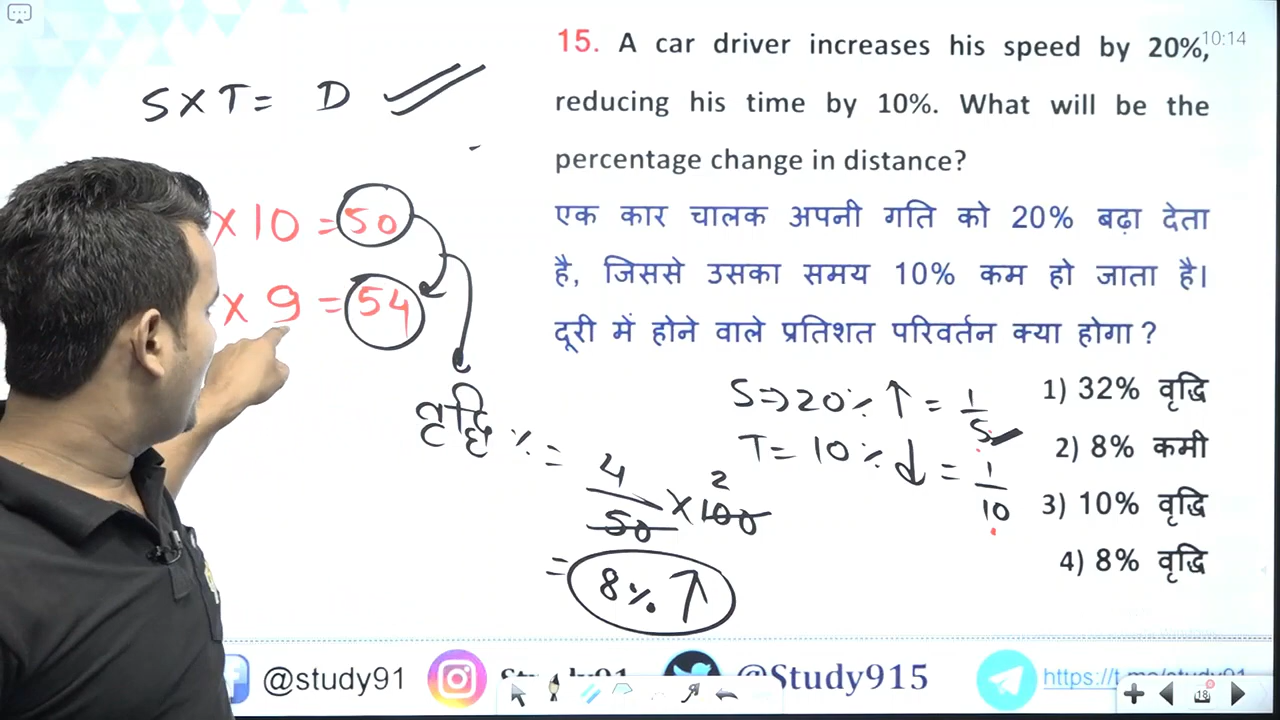 S X T = D
10:14
15. A car driver increases his speed by 20%,
reducing his time by 10%. What will be the
percentage change in distance?
X 10 = 50
X 9 = 54
एक कार चालक अपनी गति को 20% बढ़ा देता
है, जिससे उसका समय 10% कम हो जाता है।
दूरी में होने वाले प्रतिशत परिवर्तन क्या होगा ?
वृद्धि % = 4/50 X 100 2
= 8% ↑
S => 20% ↑ = 1/5
T = 10% ↓ = 1/10
1) 32% वृद्धि
2) 8% कमी
3) 10% वृद्धि
4) 8% वृद्धि
@study91
@Study915
18